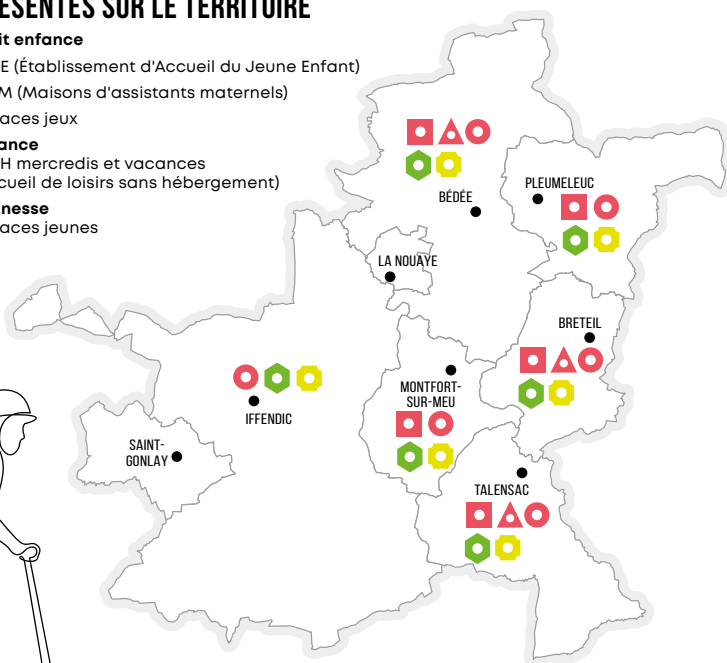 ÉSENTES SUR LE TERRITOIRE
it enfance
E (Établissement d'Accueil du Jeune Enfant)
M (Maisons d'assistants maternels)
aces jeux
ance
H mercredis et vacances
cueil de loisirs sans hébergement)
nesse
aces jeunes
BÉDÉE
PLEUMELEUC
LA NOUAYE
BRETEIL
MONTFORT-
SUR-MEU
IFFENDIC
SAINT-
GONLAY
TALENSAC